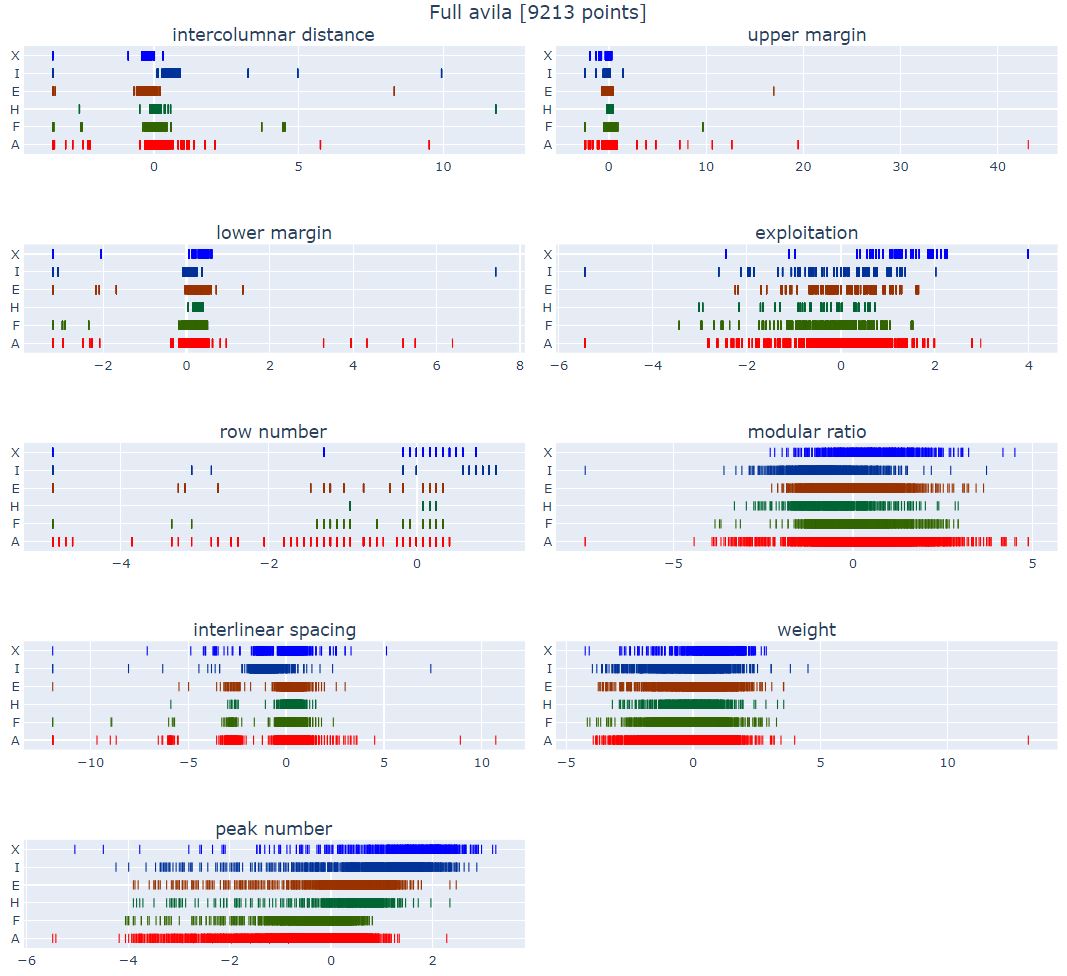 Full avila [9213 points]
intercolumnar distance
X
I
E
H
F
A
0 5 10
upper margin
X
I
E
H
F
A
0 10 20 30 40
lower margin
X
I
E
H
F
A
−2 0 2 4 6 8
exploitation
X
I
E
H
F
A
−6 −4 −2 0 2 4
row number
X
I
E
H
F
A
−4 −2 0
modular ratio
X
I
E
H
F
A
−5 0 5
interlinear spacing
X
I
E
H
F
A
−10 −5 0 5 10
weight
X
I
E
H
F
A
−5 0 5 10
peak number
X
I
E
H
F
A
−6 −4 −2 0 2